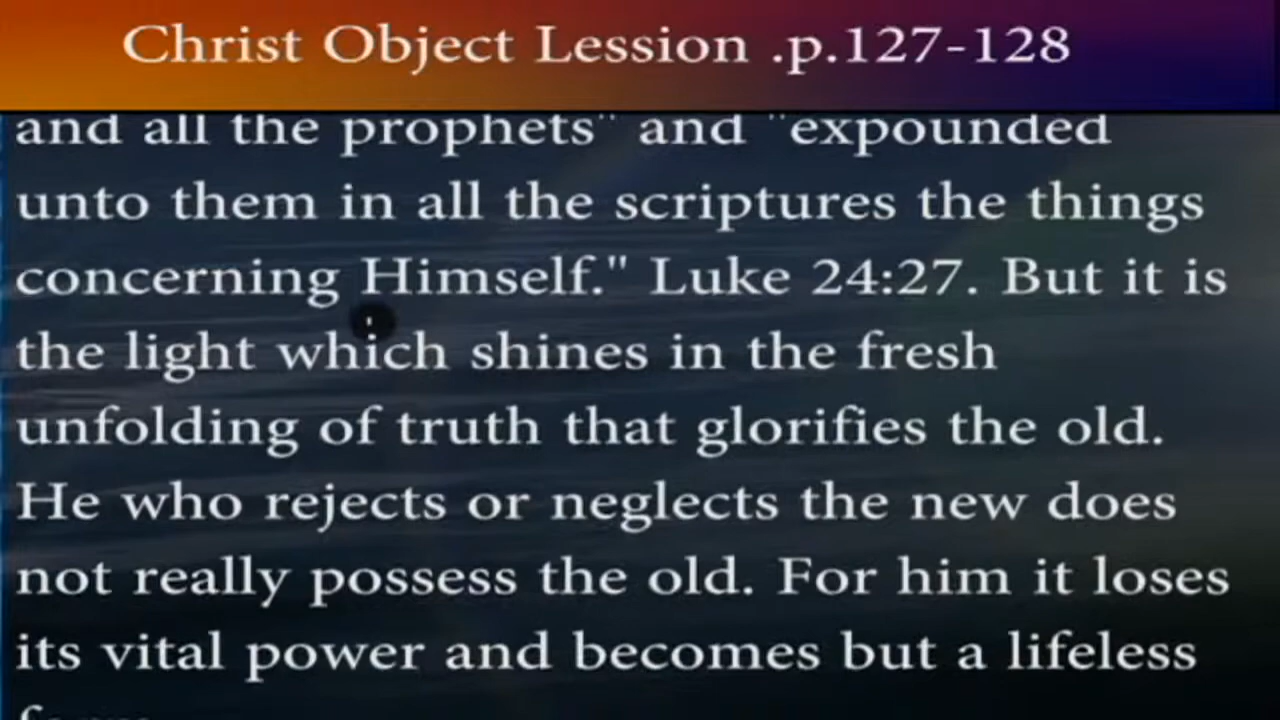 Christ Object Lession .p.127-128
and all the prophets" and "expounded
unto them in all the scriptures the things
concerning Himself." Luke 24:27. But it is
the light which shines in the fresh
unfolding of truth that glorifies the old.
He who rejects or neglects the new does
not really possess the old. For him it loses
its vital power and becomes but a lifeless